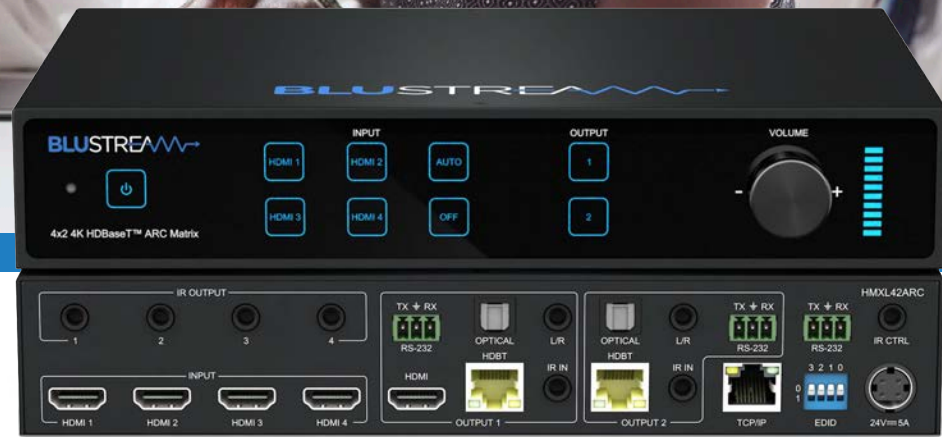 BLUSTREAM
BLUSTREAM
INPUT
OUTPUT
VOLUME
HDMI 1
HDMI 2
AUTO
1
HDMI 3
HDMI 4
OFF
2
- +
4x2 4K HDBaseT™ ARC Matrix
IR OUTPUT
1 2 3 4
INPUT
HDMI 1 HDMI 2 HDMI 3 HDMI 4
TX RX
RS-232
OPTICAL
L/R
HDMI
HDBT
IR IN
OUTPUT 1
OPTICAL
L/R
HDBT
IR IN
OUTPUT 2
TX RX
RS-232
TCP/IP
TX RX
RS-232
3 2 1 0
0
1
EDID
HMXL42ARC
IR CTRL
24V⎓5A